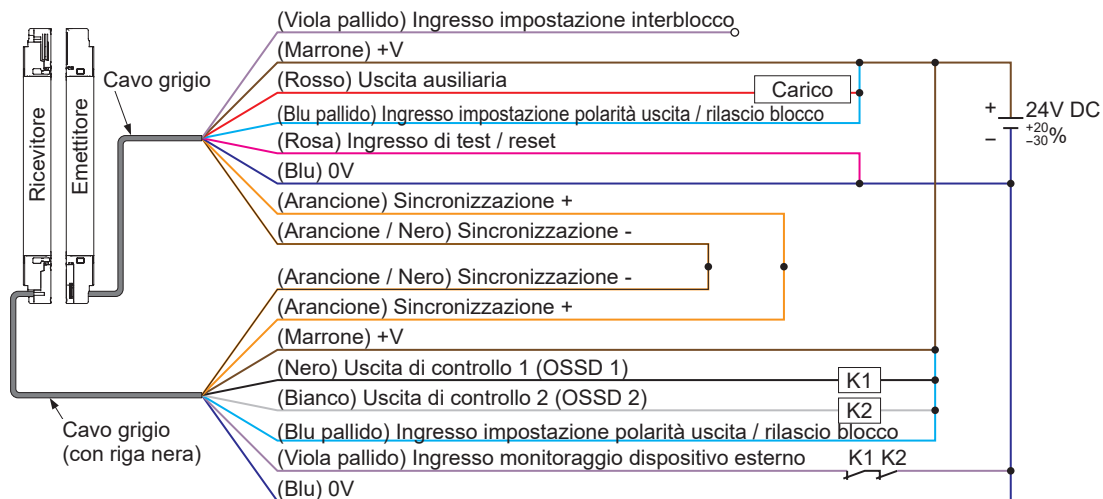 Ricevitore
Emettitore
Cavo grigio
(Viola pallido) Ingresso impostazione interblocco
(Marrone) +V
(Rosso) Uscita ausiliaria
Carico
(Blu pallido) Ingresso impostazione polarità uscita / rilascio blocco
(Rosa) Ingresso di test / reset
(Blu) 0V
(Arancione) Sincronizzazione +
(Arancione / Nero) Sincronizzazione -
+
−
24V DC
+20
−30%
(Arancione / Nero) Sincronizzazione -
(Arancione) Sincronizzazione +
(Marrone) +V
(Nero) Uscita di controllo 1 (OSSD 1)
K1
(Bianco) Uscita di controllo 2 (OSSD 2)
K2
(Blu pallido) Ingresso impostazione polarità uscita / rilascio blocco
(Viola pallido) Ingresso monitoraggio dispositivo esterno
K1 K2
(Blu) 0V
Cavo grigio
(con riga nera)